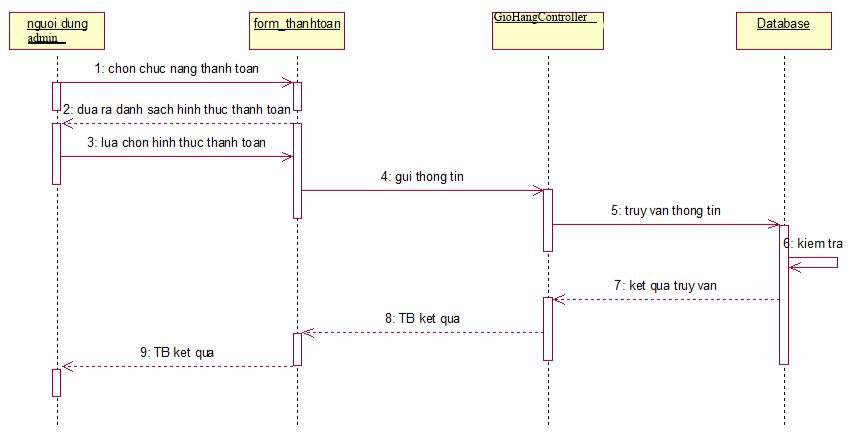 nguoi dung
admin
form_thanhtoan
GioHangController
Database
1: chon chuc nang thanh toan
2: dua ra danh sach hinh thuc thanh toan
3: lua chon hinh thuc thanh toan
4: gui thong tin
5: truy van thong tin
6: kiem tra
7: ket qua truy van
8: TB ket qua
9: TB ket qua